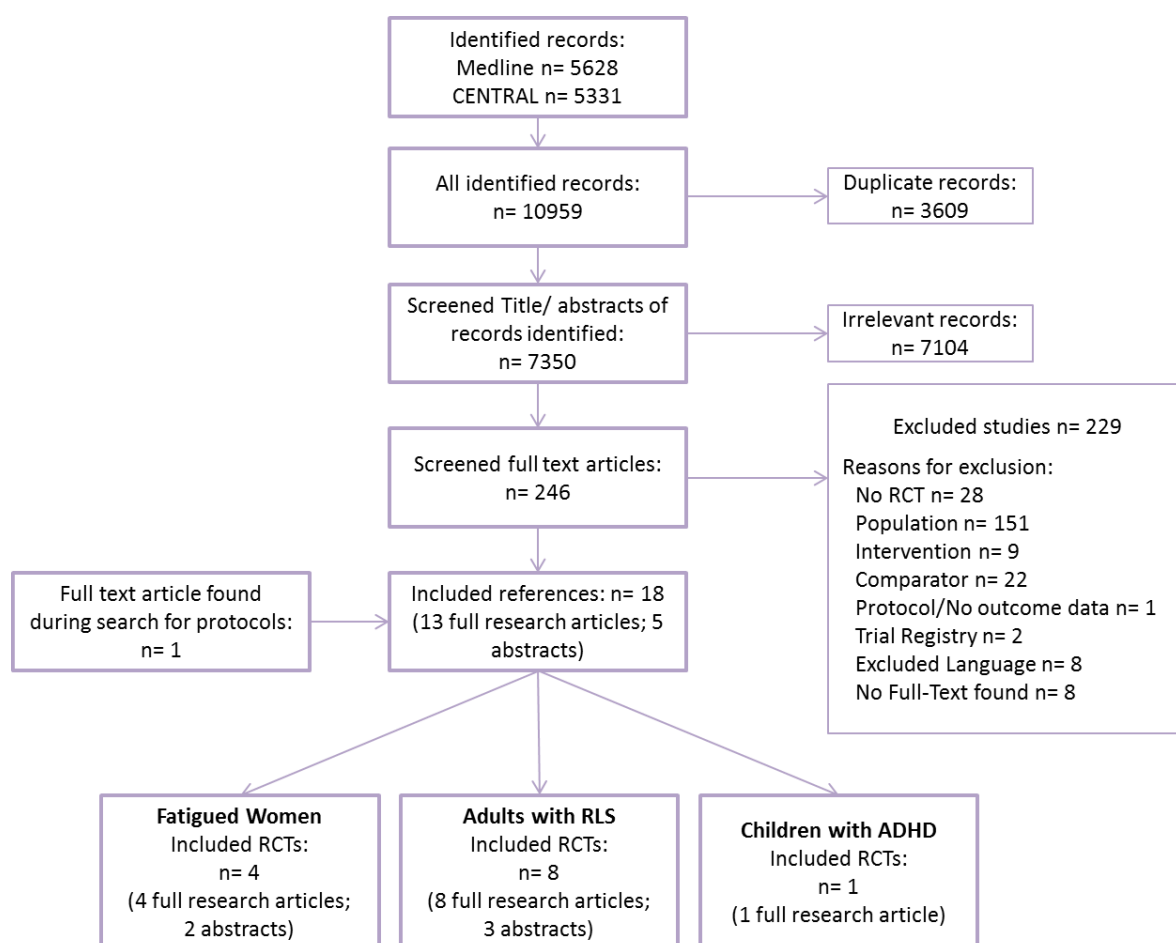 Identified records:
Medline n= 5628
CENTRAL n= 5331
All identified records:
n= 10959
Duplicate records:
n= 3609
Screened Title/ abstracts of
records identified:
n= 7350
Irrelevant records:
n= 7104
Screened full text articles:
n= 246
Excluded studies n= 229
Reasons for exclusion:
No RCT n= 28
Population n= 151
Intervention n= 9
Comparator n= 22
Protocol/No outcome data n= 1
Trial Registry n= 2
Excluded Language n= 8
No Full-Text found n= 8
Full text article found
during search for protocols:
n= 1
Included references: n= 18
(13 full research articles; 5
abstracts)
Fatigued Women
Included RCTs:
n= 4
(4 full research articles;
2 abstracts)
Adults with RLS
Included RCTs:
n= 8
(8 full research articles;
3 abstracts)
Children with ADHD
Included RCTs:
n= 1
(1 full research article)